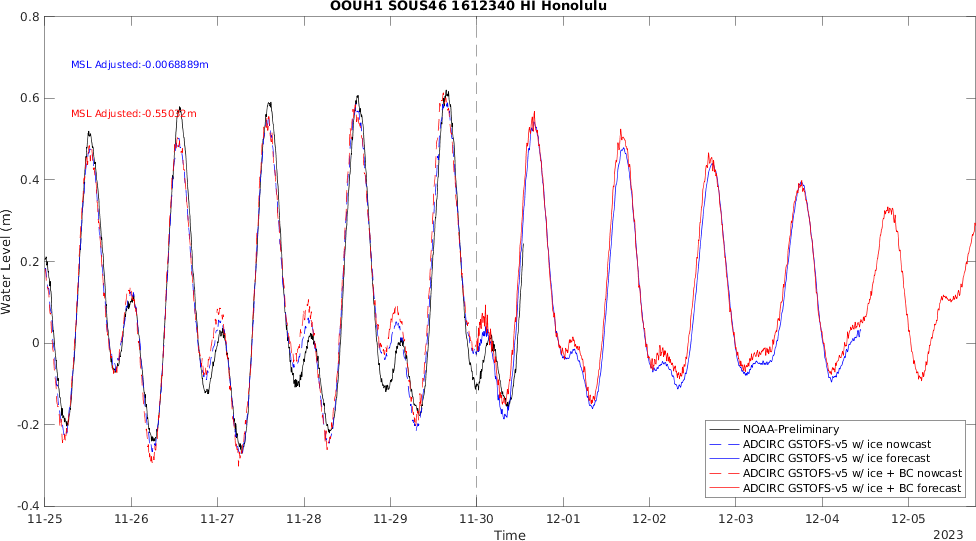 OOUH1 SOUS46 1612340 HI Honolulu
0.8
MSL Adjusted:-0.0068889m
0.6
MSL Adjusted:-0.55032m
0.4
Water Level (m)
0.2
0
-0.2
-0.4
NOAA-Preliminary
ADCIRC GSTOFS-v5 w/ ice nowcast
ADCIRC GSTOFS-v5 w/ ice forecast
ADCIRC GSTOFS-v5 w/ ice + BC nowcast
ADCIRC GSTOFS-v5 w/ ice + BC forecast
11-25 11-26 11-27 11-28 11-29 11-30 12-01 12-02 12-03 12-04 12-05
Time
2023